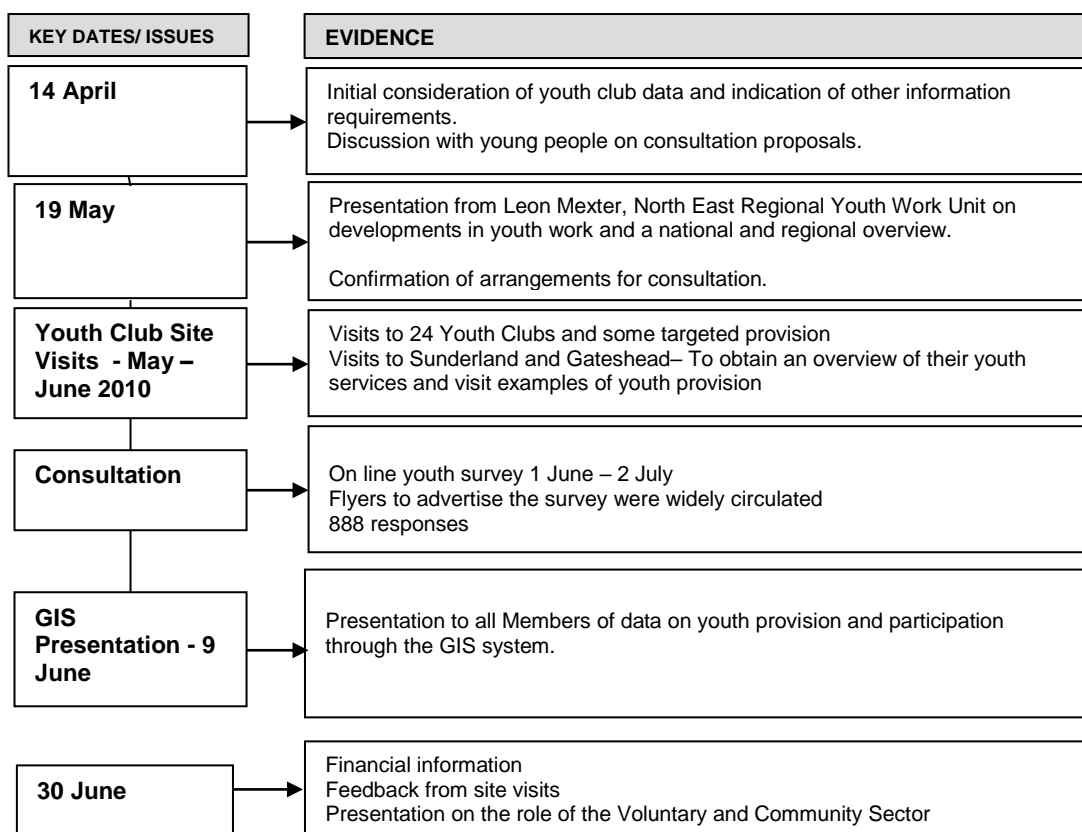 KEY DATES/ ISSUES
EVIDENCE
14 April
Initial consideration of youth club data and indication of other information
requirements.
Discussion with young people on consultation proposals.
19 May
Presentation from Leon Mexter, North East Regional Youth Work Unit on
developments in youth work and a national and regional overview.
Confirmation of arrangements for consultation.
Youth Club Site
Visits - May –
June 2010
Visits to 24 Youth Clubs and some targeted provision
Visits to Sunderland and Gateshead– To obtain an overview of their youth
services and visit examples of youth provision
Consultation
On line youth survey 1 June – 2 July
Flyers to advertise the survey were widely circulated
888 responses
GIS
Presentation - 9
June
Presentation to all Members of data on youth provision and participation
through the GIS system.
30 June
Financial information
Feedback from site visits
Presentation on the role of the Voluntary and Community Sector